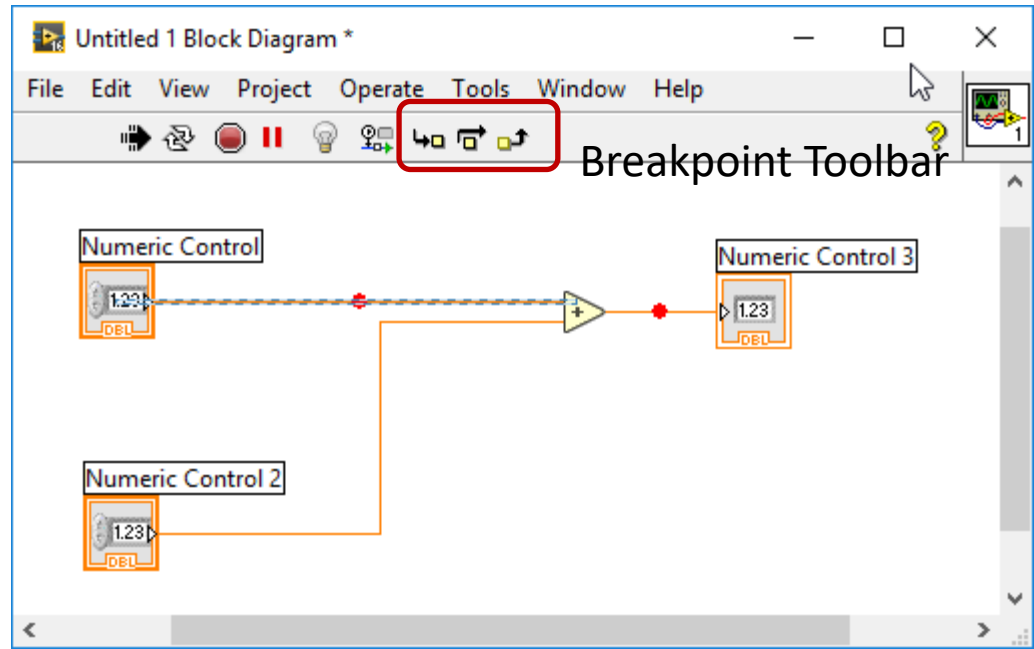 Untitled 1 Block Diagram *
File Edit View Project Operate Tools Window Help
16
?
1
Breakpoint Toolbar
Numeric Control
1.23
DBL
Numeric Control 3
1.23
DBL
+
Numeric Control 2
1.23
DBL